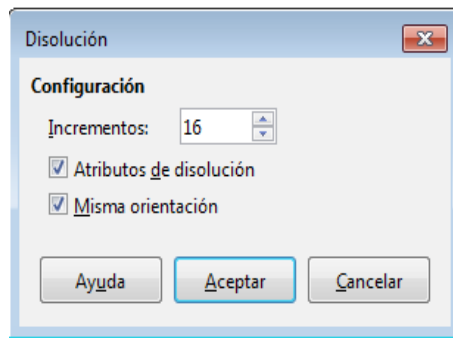 Disolución
Configuración
Incrementos: 16
Atributos de disolución
Misma orientación
Ayuda Aceptar Cancelar